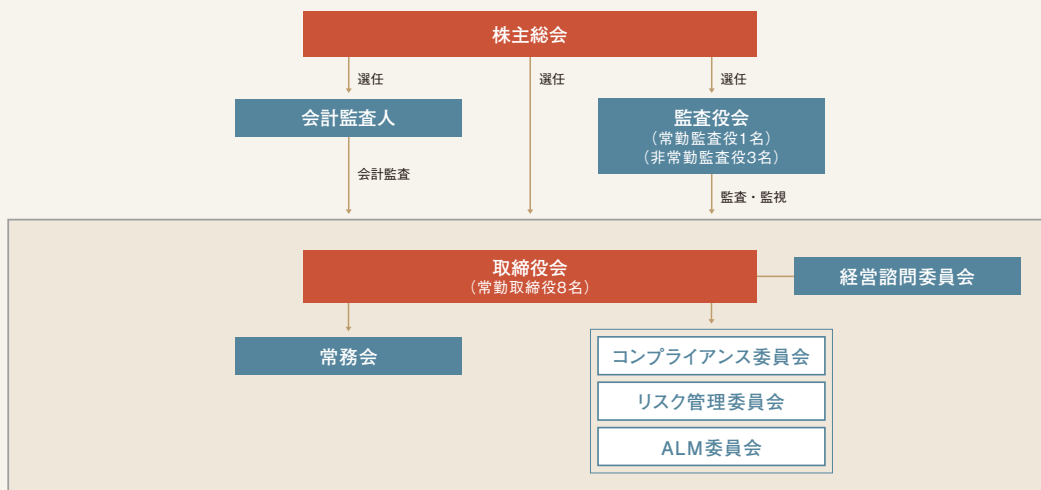 株主総会
選任
選任
選任
会計監査人
監査役会
（常勤監査役1名）
（非常勤監査役3名）
会計監査
監査・監視
取締役会
（常勤取締役8名）
経営諮問委員会
常務会
コンプライアンス委員会
リスク管理委員会
ALM委員会